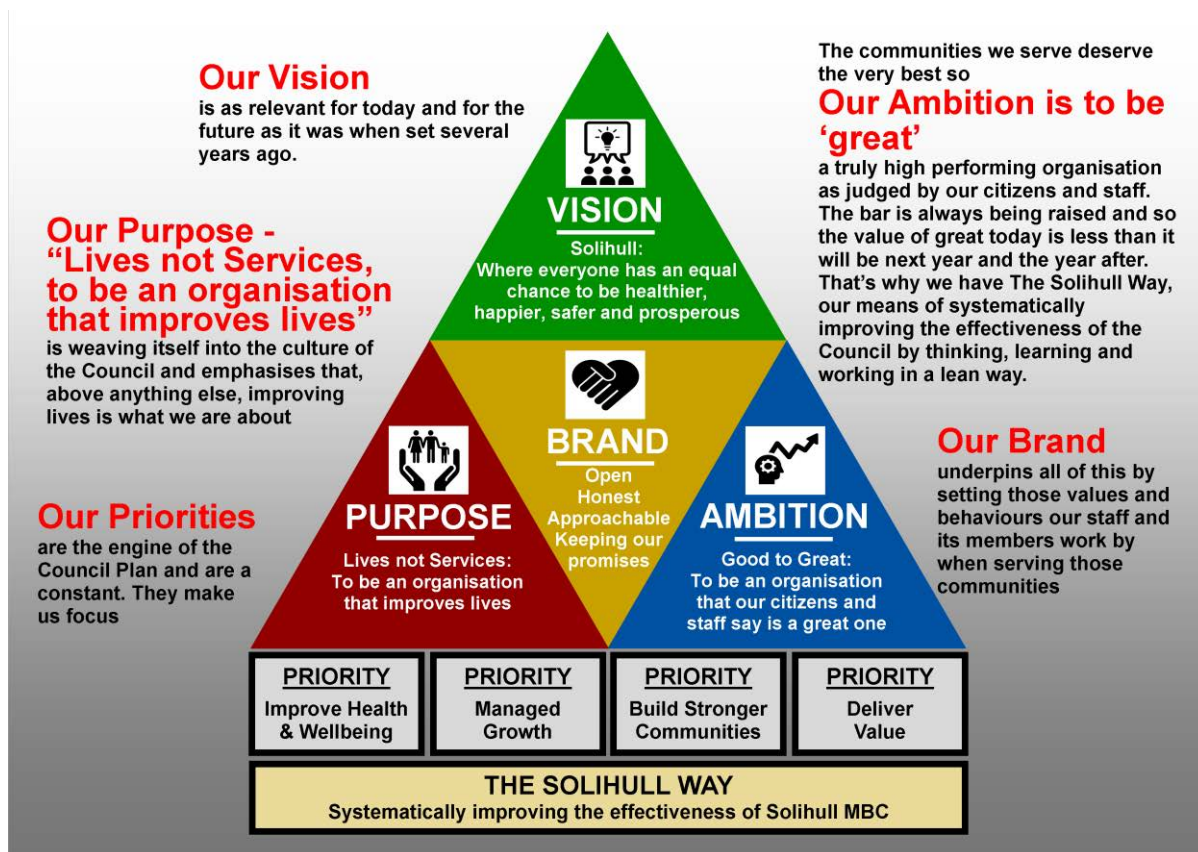 Our Vision
is as relevant for today and for the
future as it was when set several
years ago.
Our Purpose -
“Lives not Services,
to be an organisation
that improves lives”
is weaving itself into the culture of
the Council and emphasises that,
above anything else, improving
lives is what we are about
Our Priorities
are the engine of the
Council Plan and are a
constant. They make
us focus
VISION
Solihull:
Where everyone has an equal
chance to be healthier,
happier, safer and prosperous
PURPOSE
Lives not Services:
To be an organisation
that improves lives
BRAND
Open
Honest
Approachable
Keeping our
promises
AMBITION
Good to Great:
To be an organisation
that our citizens and
staff say is a great one
The communities we serve deserve
the very best so
Our Ambition is to be
‘great’
a truly high performing organisation
as judged by our citizens and staff.
The bar is always being raised and so
the value of great today is less than it
will be next year and the year after.
That’s why we have The Solihull Way,
our means of systematically
improving the effectiveness of the
Council by thinking, learning and
working in a lean way.
Our Brand
underpins all of this by
setting those values and
behaviours our staff and
its members work by
when serving those
communities
PRIORITY
Improve Health
& Wellbeing
PRIORITY
Managed
Growth
PRIORITY
Build Stronger
Communities
PRIORITY
Deliver
Value
THE SOLIHULL WAY
Systematically improving the effectiveness of Solihull MBC